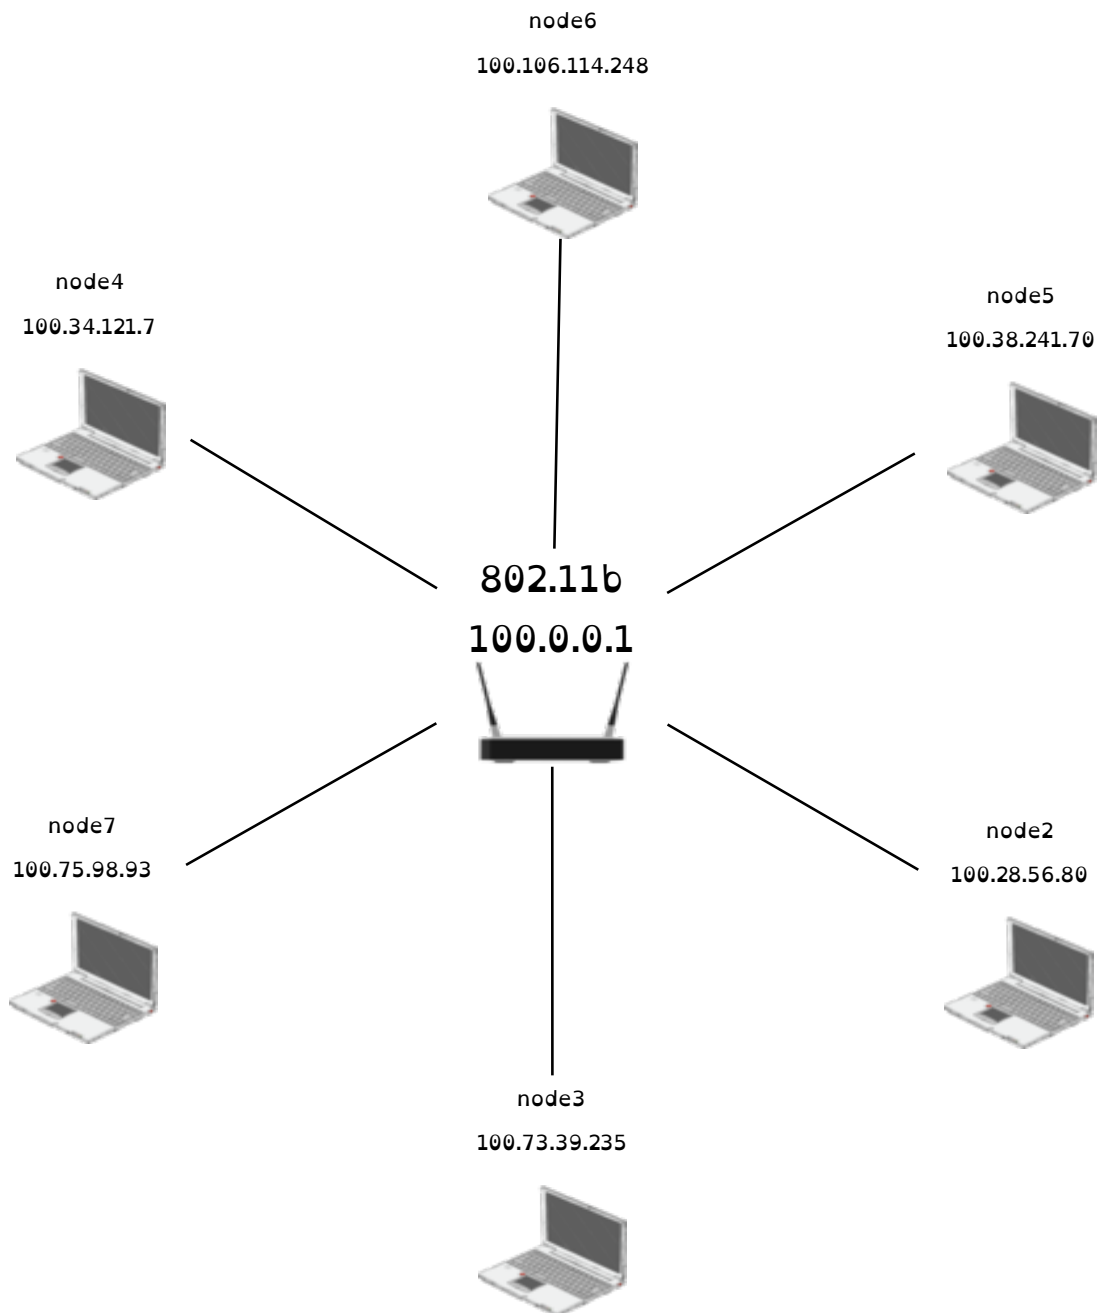 node6
100.106.114.248
node4
100.34.121.7
node5
100.38.241.70
802.11b
100.0.0.1
node7
100.75.98.93
node2
100.28.56.80
node3
100.73.39.235